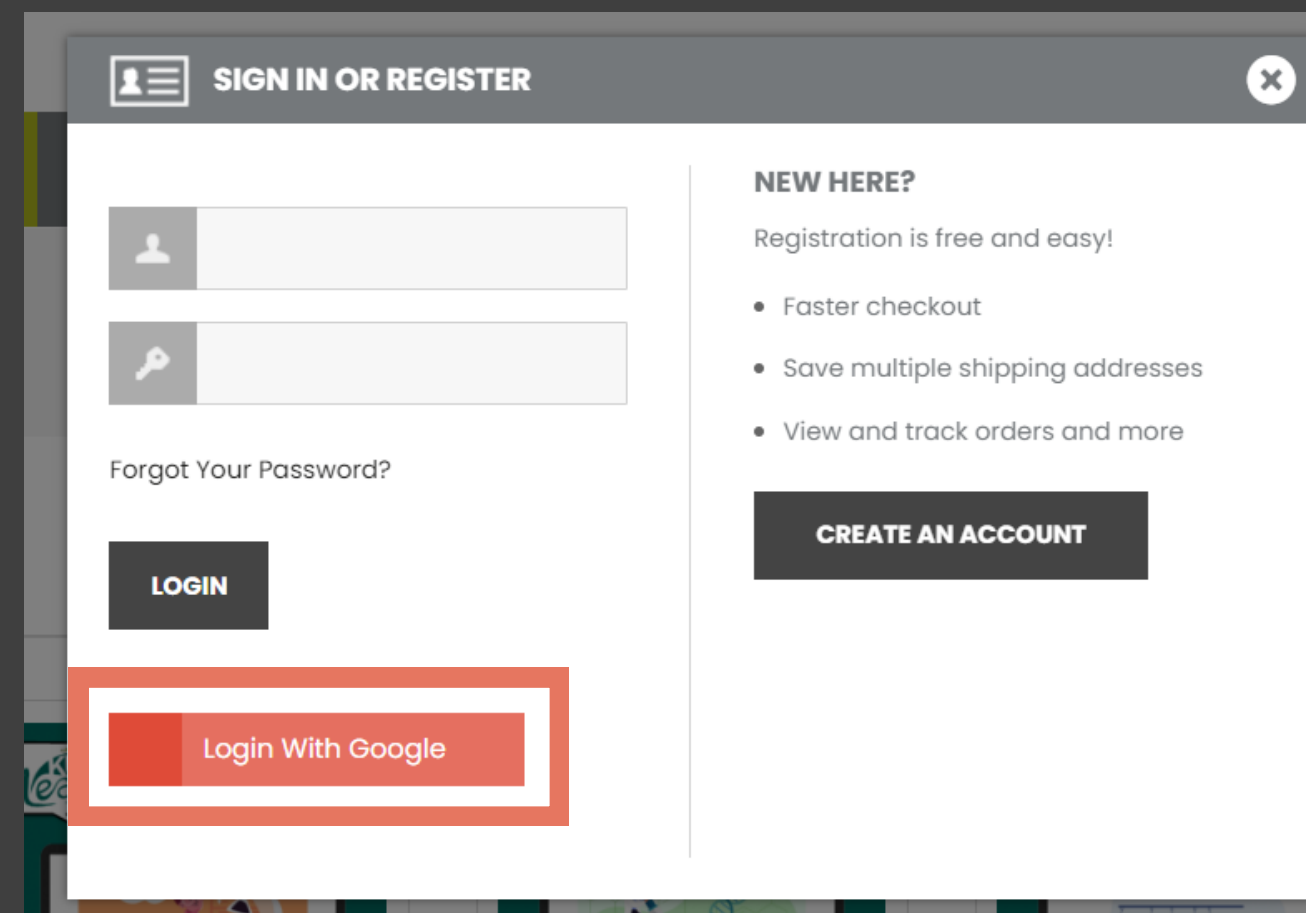 SIGN IN OR REGISTER
Forgot Your Password?
LOGIN
Login With Google
NEW HERE?
Registration is free and easy!
Faster checkout
Save multiple shipping addresses
View and track orders and more
CREATE AN ACCOUNT